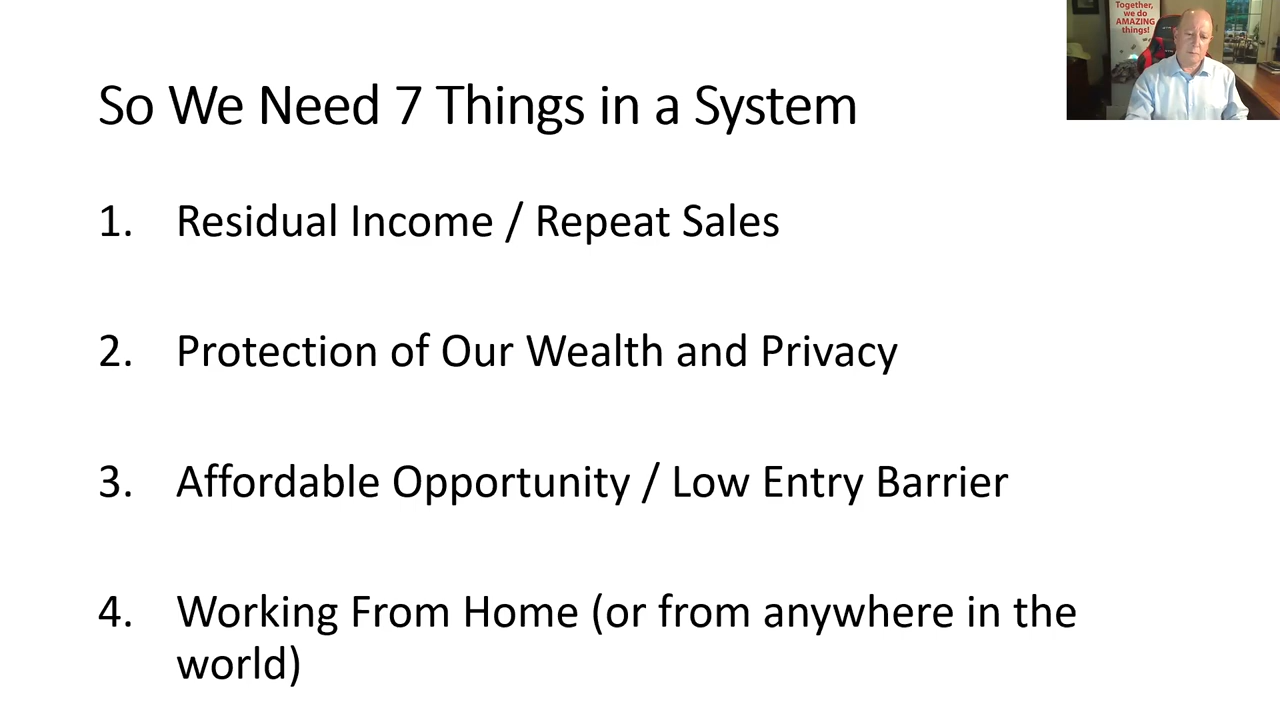 Together,
we do
AMAZING
things!
So We Need 7 Things in a System
1. Residual Income / Repeat Sales
2. Protection of Our Wealth and Privacy
3. Affordable Opportunity / Low Entry Barrier
4. Working From Home (or from anywhere in the
world)